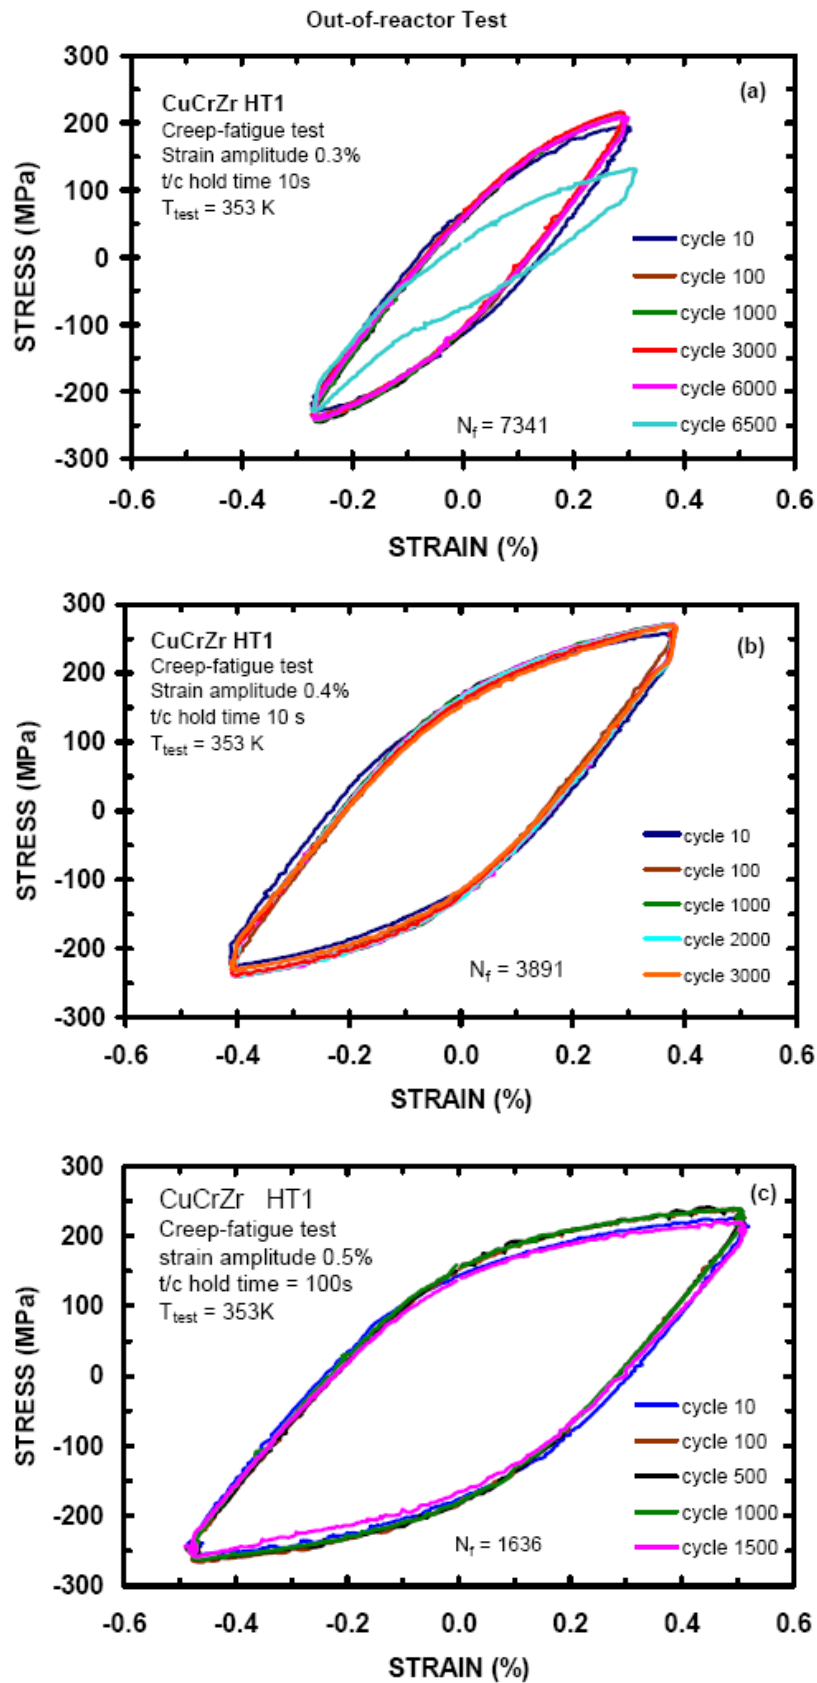 Out-of-reactor Test
300
200
100
0
-100
-200
-300
STRESS (MPa)
(a)
CuCrZr HT1
Creep-fatigue test
Strain amplitude 0.3%
t/c hold time 10s
Ttest = 353 K
cycle 10
cycle 100
cycle 1000
cycle 3000
cycle 6000
cycle 6500
Nf = 7341
-0.6 -0.4 -0.2 0.0 0.2 0.4 0.6
STRAIN (%)
300
200
100
0
-100
-200
-300
STRESS (MPa)
(b)
CuCrZr HT1
Creep-fatigue test
Strain amplitude 0.4%
t/c hold time 10 s
Ttest = 353 K
cycle 10
cycle 100
cycle 1000
cycle 2000
cycle 3000
Nf = 3891
-0.6 -0.4 -0.2 0.0 0.2 0.4 0.6
STRAIN (%)
300
200
100
0
-100
-200
-300
STRESS (MPa)
(c)
CuCrZr HT1
Creep-fatigue test
strain amplitude 0.5%
t/c hold time = 100s
Ttest = 353K
cycle 10
cycle 100
cycle 500
cycle 1000
cycle 1500
Nf = 1636
-0.6 -0.4 -0.2 0.0 0.2 0.4 0.6
STRAIN (%)